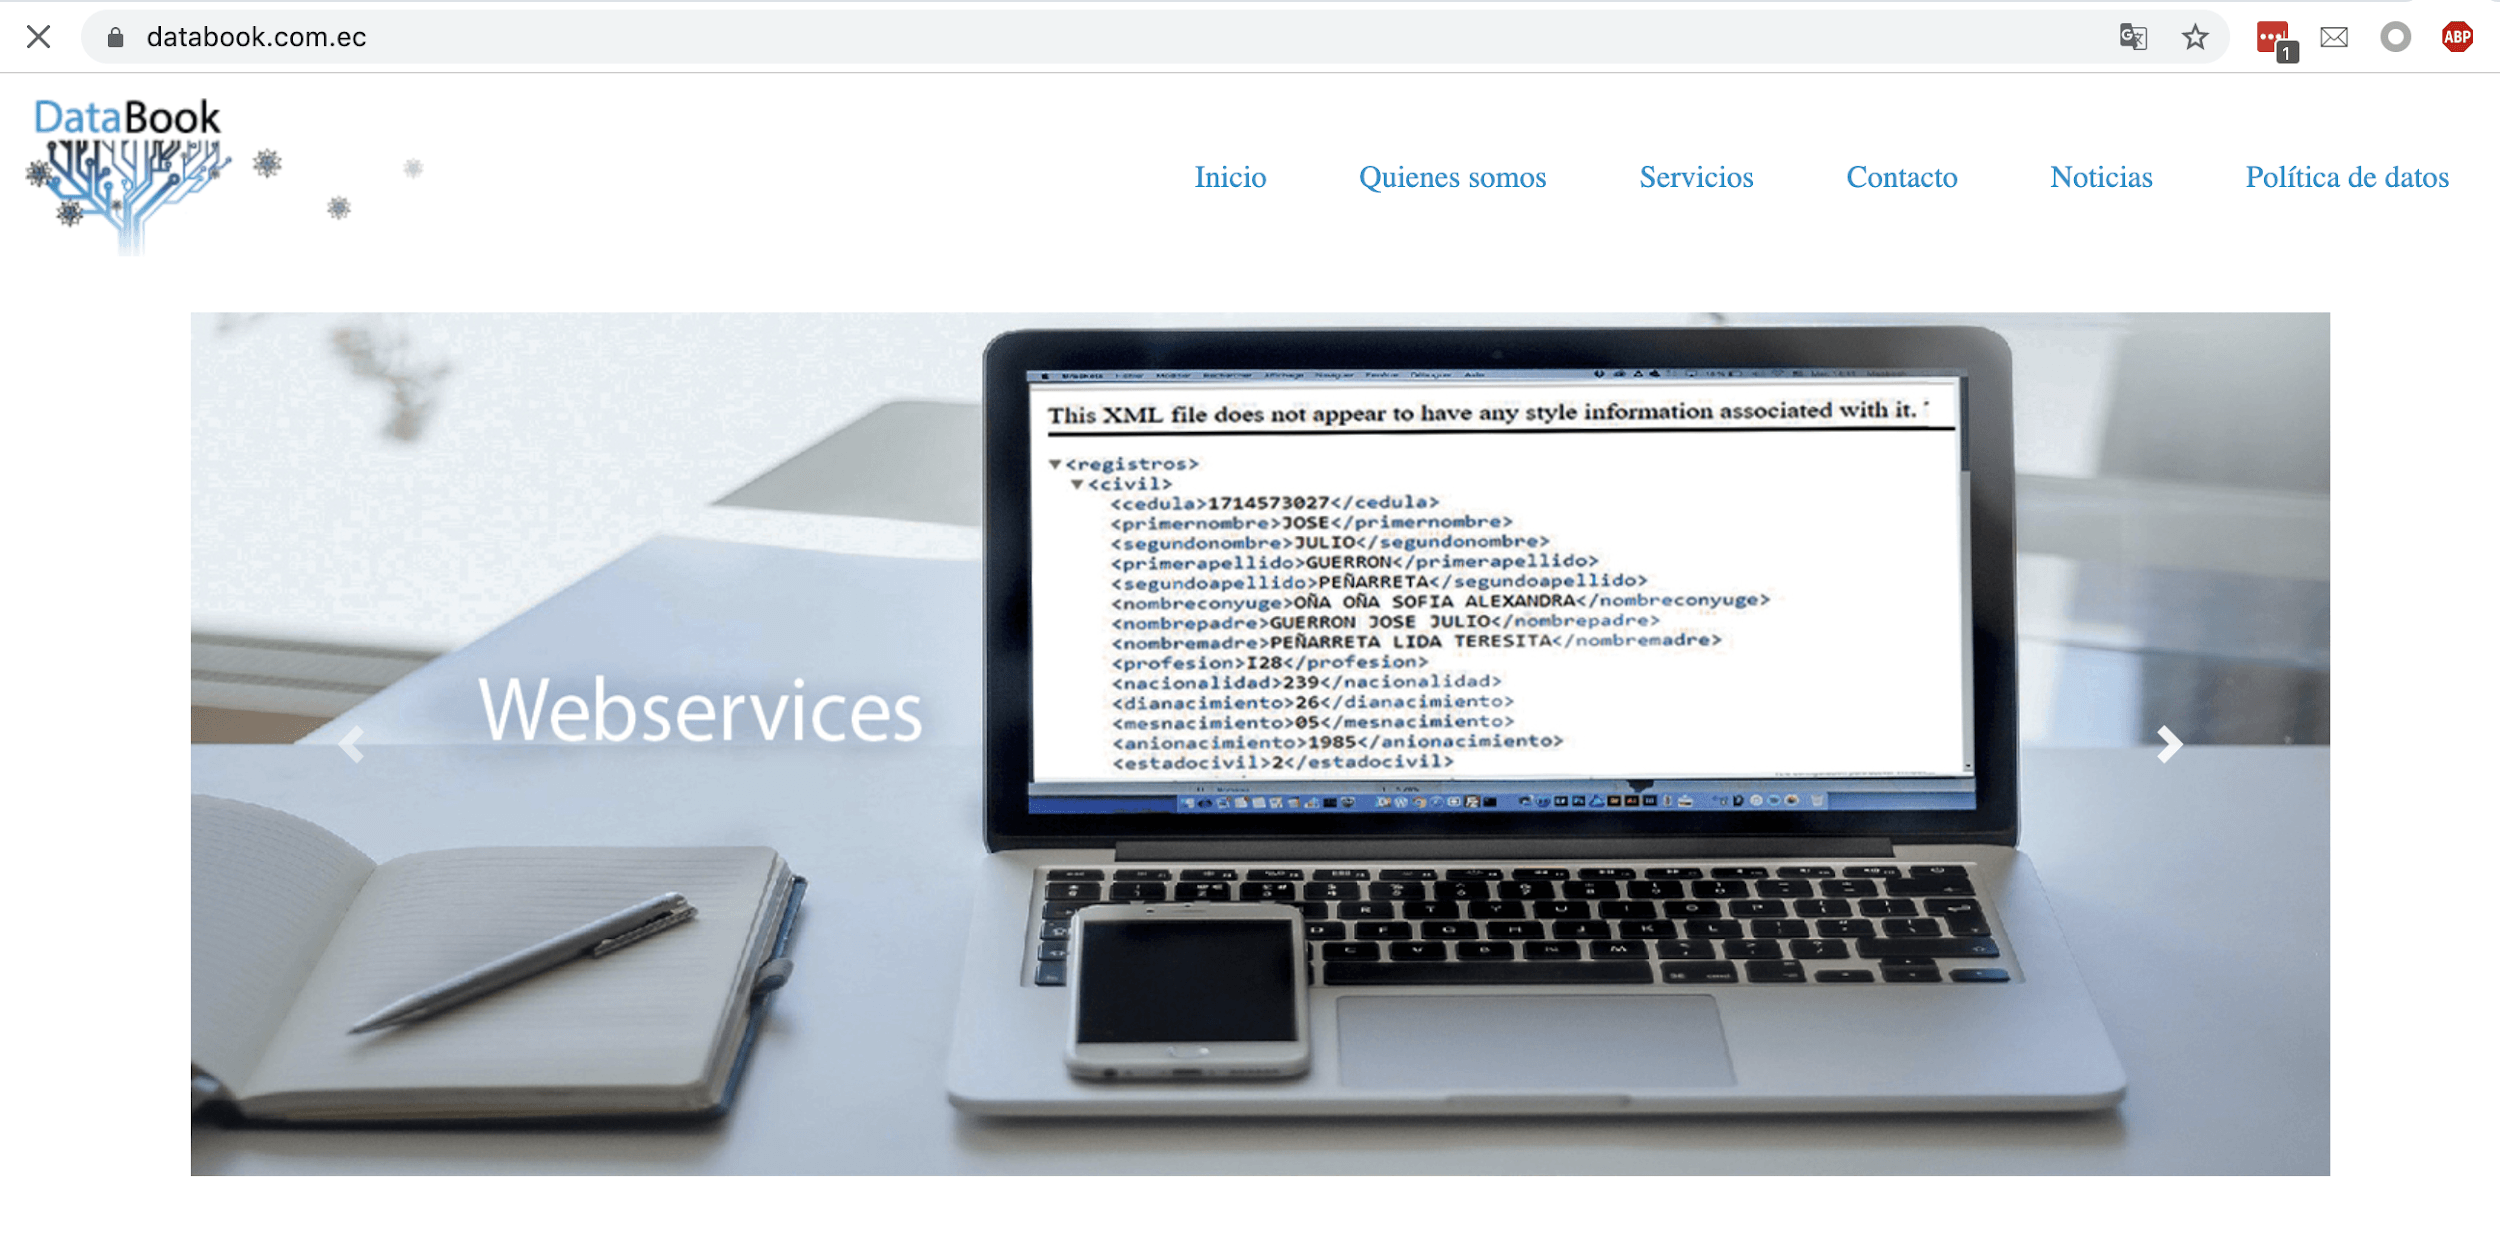 databook.com.ec
1
ABP
DataBook
Inicio
Quienes somos
Servicios
Contacto
Noticias
Política de datos
Webservices
This XML file does not appear to have any style information associated with it.
▼<registros>
▼<civil>
<cedula>1714573027</cedula>
<primernombre>JOSE</primernombre>
<segundonombre>JULIO</segundonombre>
<primerapellido>GUERRON</primerapellido>
<segundoapellido>PEÑARRETA</segundoapellido>
<nombreconyuge>OÑA OÑA SOFIA ALEXANDRA</nombreconyuge>
<nombrepadre>GUERRON JOSE JULIO</nombrepadre>
<nombremadre>PEÑARRETA LIDA TERESITA</nombremadre>
<profesion>I28</profesion>
<nacionalidad>239</nacionalidad>
<dianacimiento>26</dianacimiento>
<mesnacimiento>05</mesnacimiento>
<anionacimiento>1985</anionacimiento>
<estadocivil>2</estadocivil>